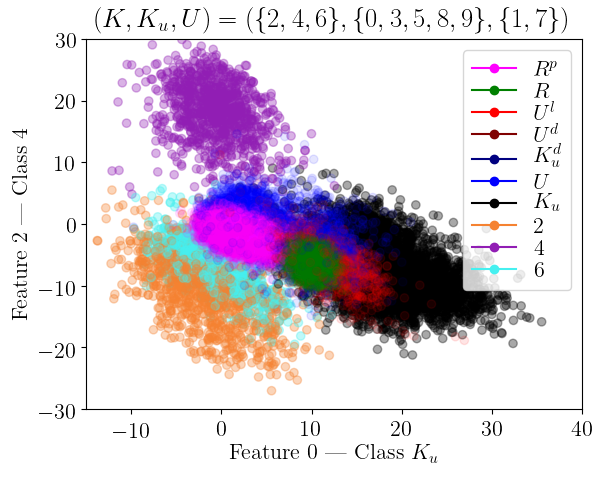 (K, K_u, U) = ({2, 4, 6}, {0, 3, 5, 8, 9}, {1, 7})
30
20
10
0
−10
−20
−30
Feature 2 — Class 4
R^p
R
U^l
U^d
K_u^d
U
K_u
2
4
6
−10 0 10 20 30 40
Feature 0 — Class K_u